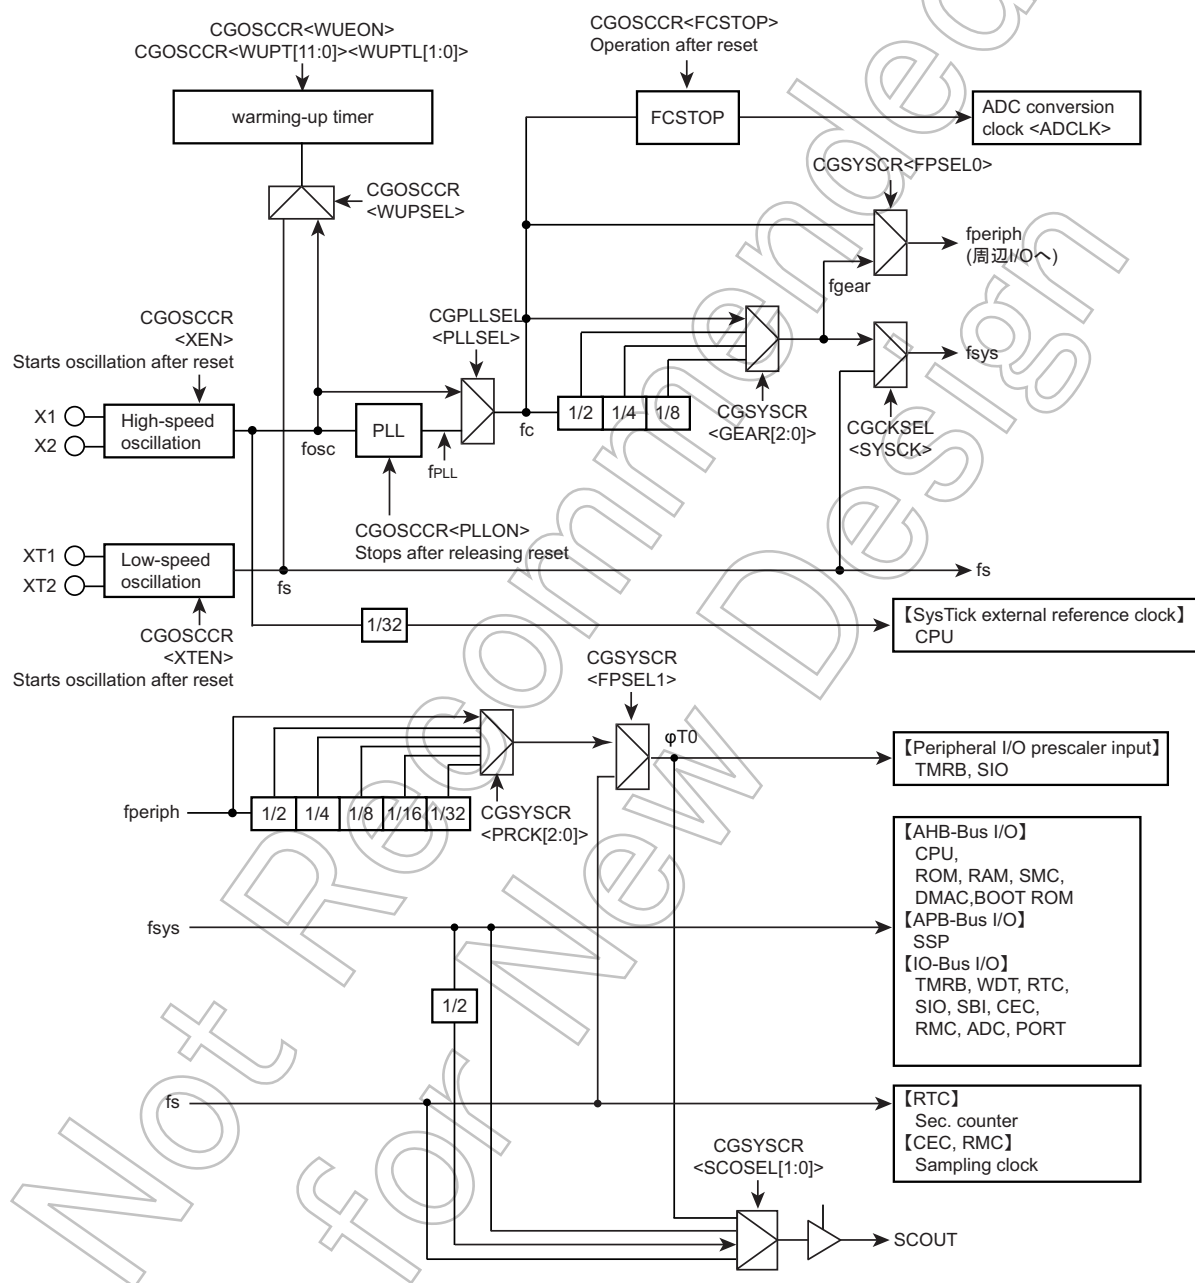 CGOSCCR<FCSTOP>
Operation after reset
CGOSCCR<WUEON>
CGOSCCR<WUPT[11:0]><WUPTL[1:0]>
warming-up timer
FCSTOP
ADC conversion
clock <ADCLK>
CGSYSCR<FPSEL0>
CGOSCCR
<WUPSEL>
fperiph
(周辺I/Oへ)
fgear
CGOSCCR
<XEN>
Starts oscillation after reset
CGPLLSEL
<PLLSEL>
fsys
X1
X2
High-speed
oscillation
fosc
PLL
fPLL
fc
1/2
1/4
1/8
CGSYSCR
<GEAR[2:0]>
CGCKSEL
<SYSCK>
CGOSCCR<PLLON>
Stops after releasing reset
XT1
XT2
Low-speed
oscillation
fs
fs
CGOSCCR
<XTEN>
Starts oscillation after reset
1/32
【SysTick external reference clock】
CPU
CGSYSCR
<FPSEL1>
φT0
【Peripheral I/O prescaler input】
TMRB, SIO
fperiph
1/2
1/4
1/8
1/16
1/32
CGSYSCR
<PRCK[2:0]>
【AHB-Bus I/O】
CPU,
ROM, RAM, SMC,
DMAC,BOOT ROM
【APB-Bus I/O】
SSP
【IO-Bus I/O】
TMRB, WDT, RTC,
SIO, SBI, CEC,
RMC, ADC, PORT
fsys
1/2
fs
【RTC】
Sec. counter
【CEC, RMC】
Sampling clock
CGSYSCR
<SCOSEL[1:0]>
SCOUT
Not Recommended
for New Design